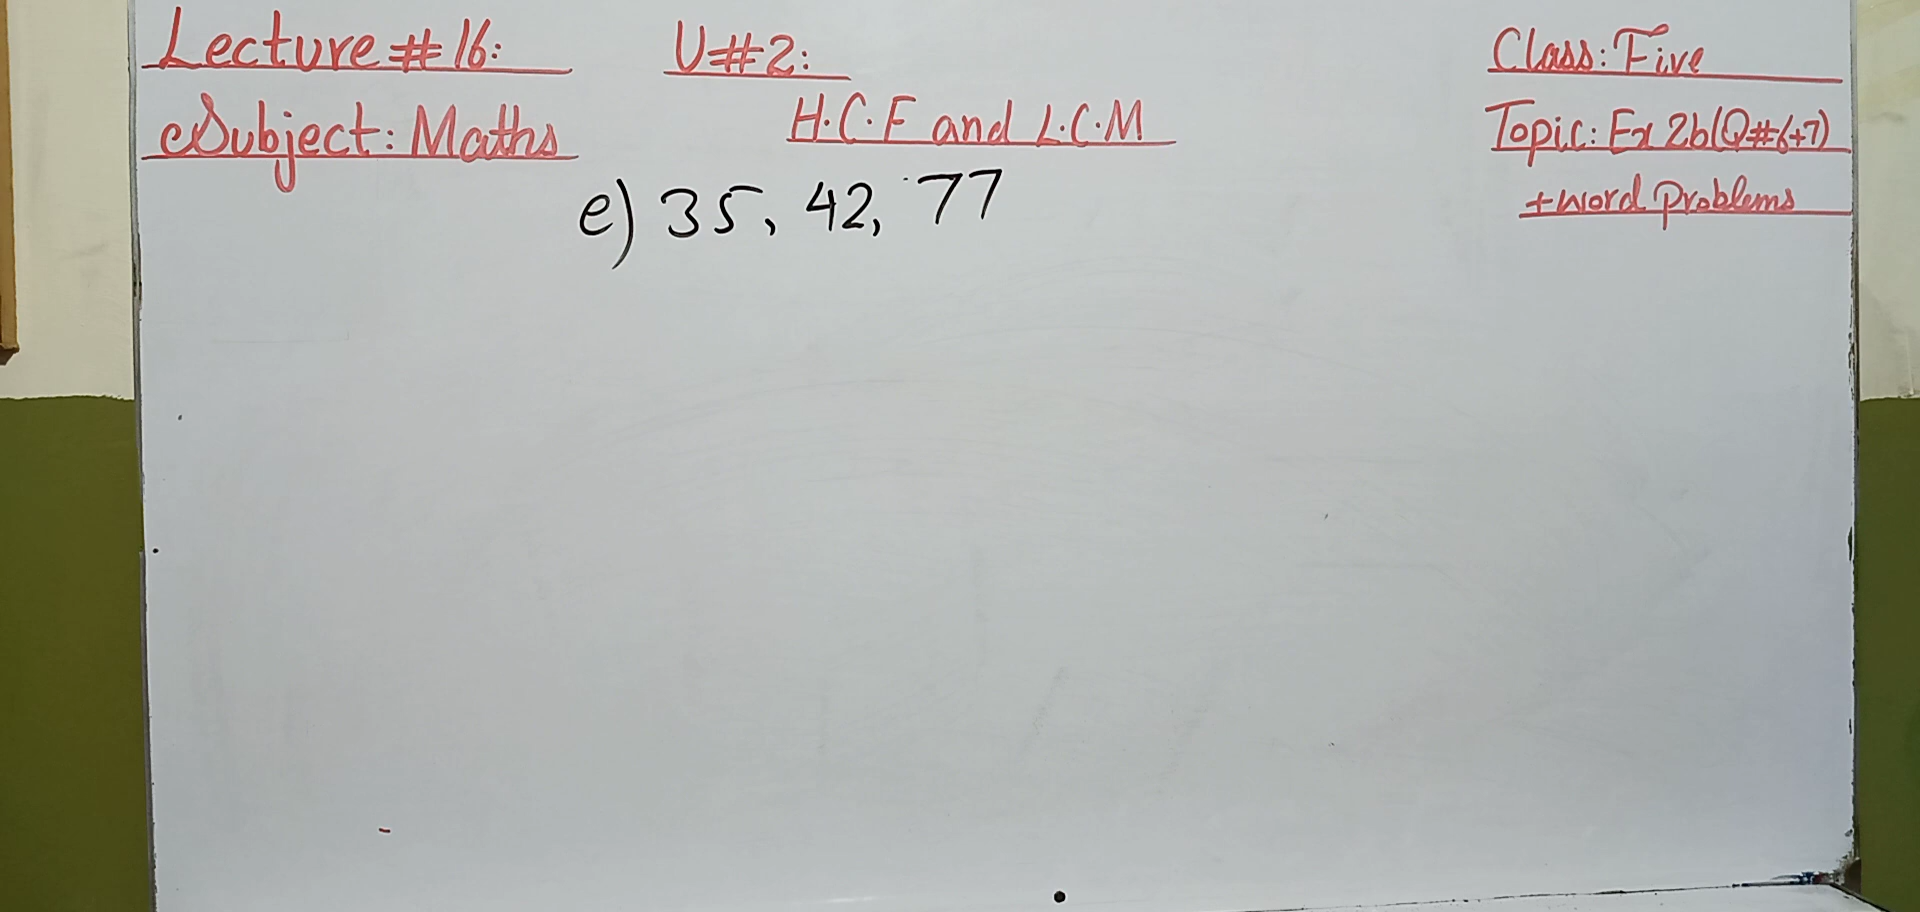 Lecture # 16:
U#2:
Class: Five
Subject: Maths
H.C.F and L.C.M
Topic: Ex 2b(Q#6+7)
+word Problems
e) 35, 42, 77